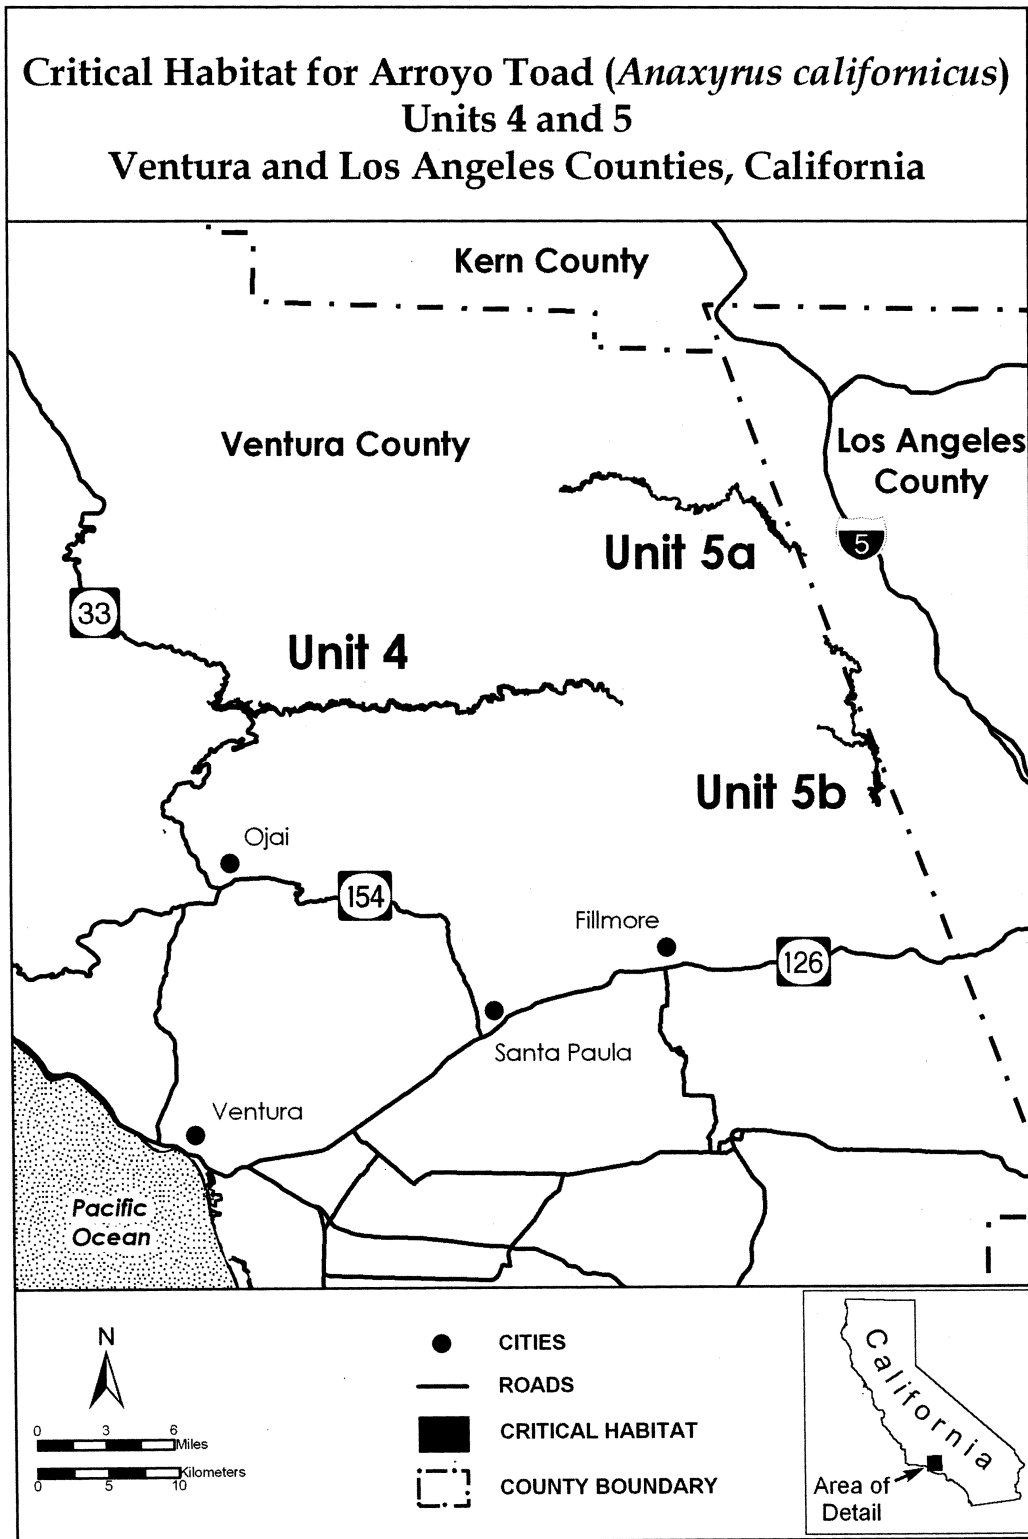 Critical Habitat for Arroyo Toad (Anaxyrus californicus)
Units 4 and 5
Ventura and Los Angeles Counties, California
Kern County
Ventura County
Los Angeles
County
Unit 5a
5
33
Unit 4
Unit 5b
Ojai
154
Fillmore
126
Santa Paula
Ventura
Pacific
Ocean
N
0 3 6
Miles
Kilometers
0 5 10
CITIES
ROADS
CRITICAL HABITAT
COUNTY BOUNDARY
California
Area of
Detail